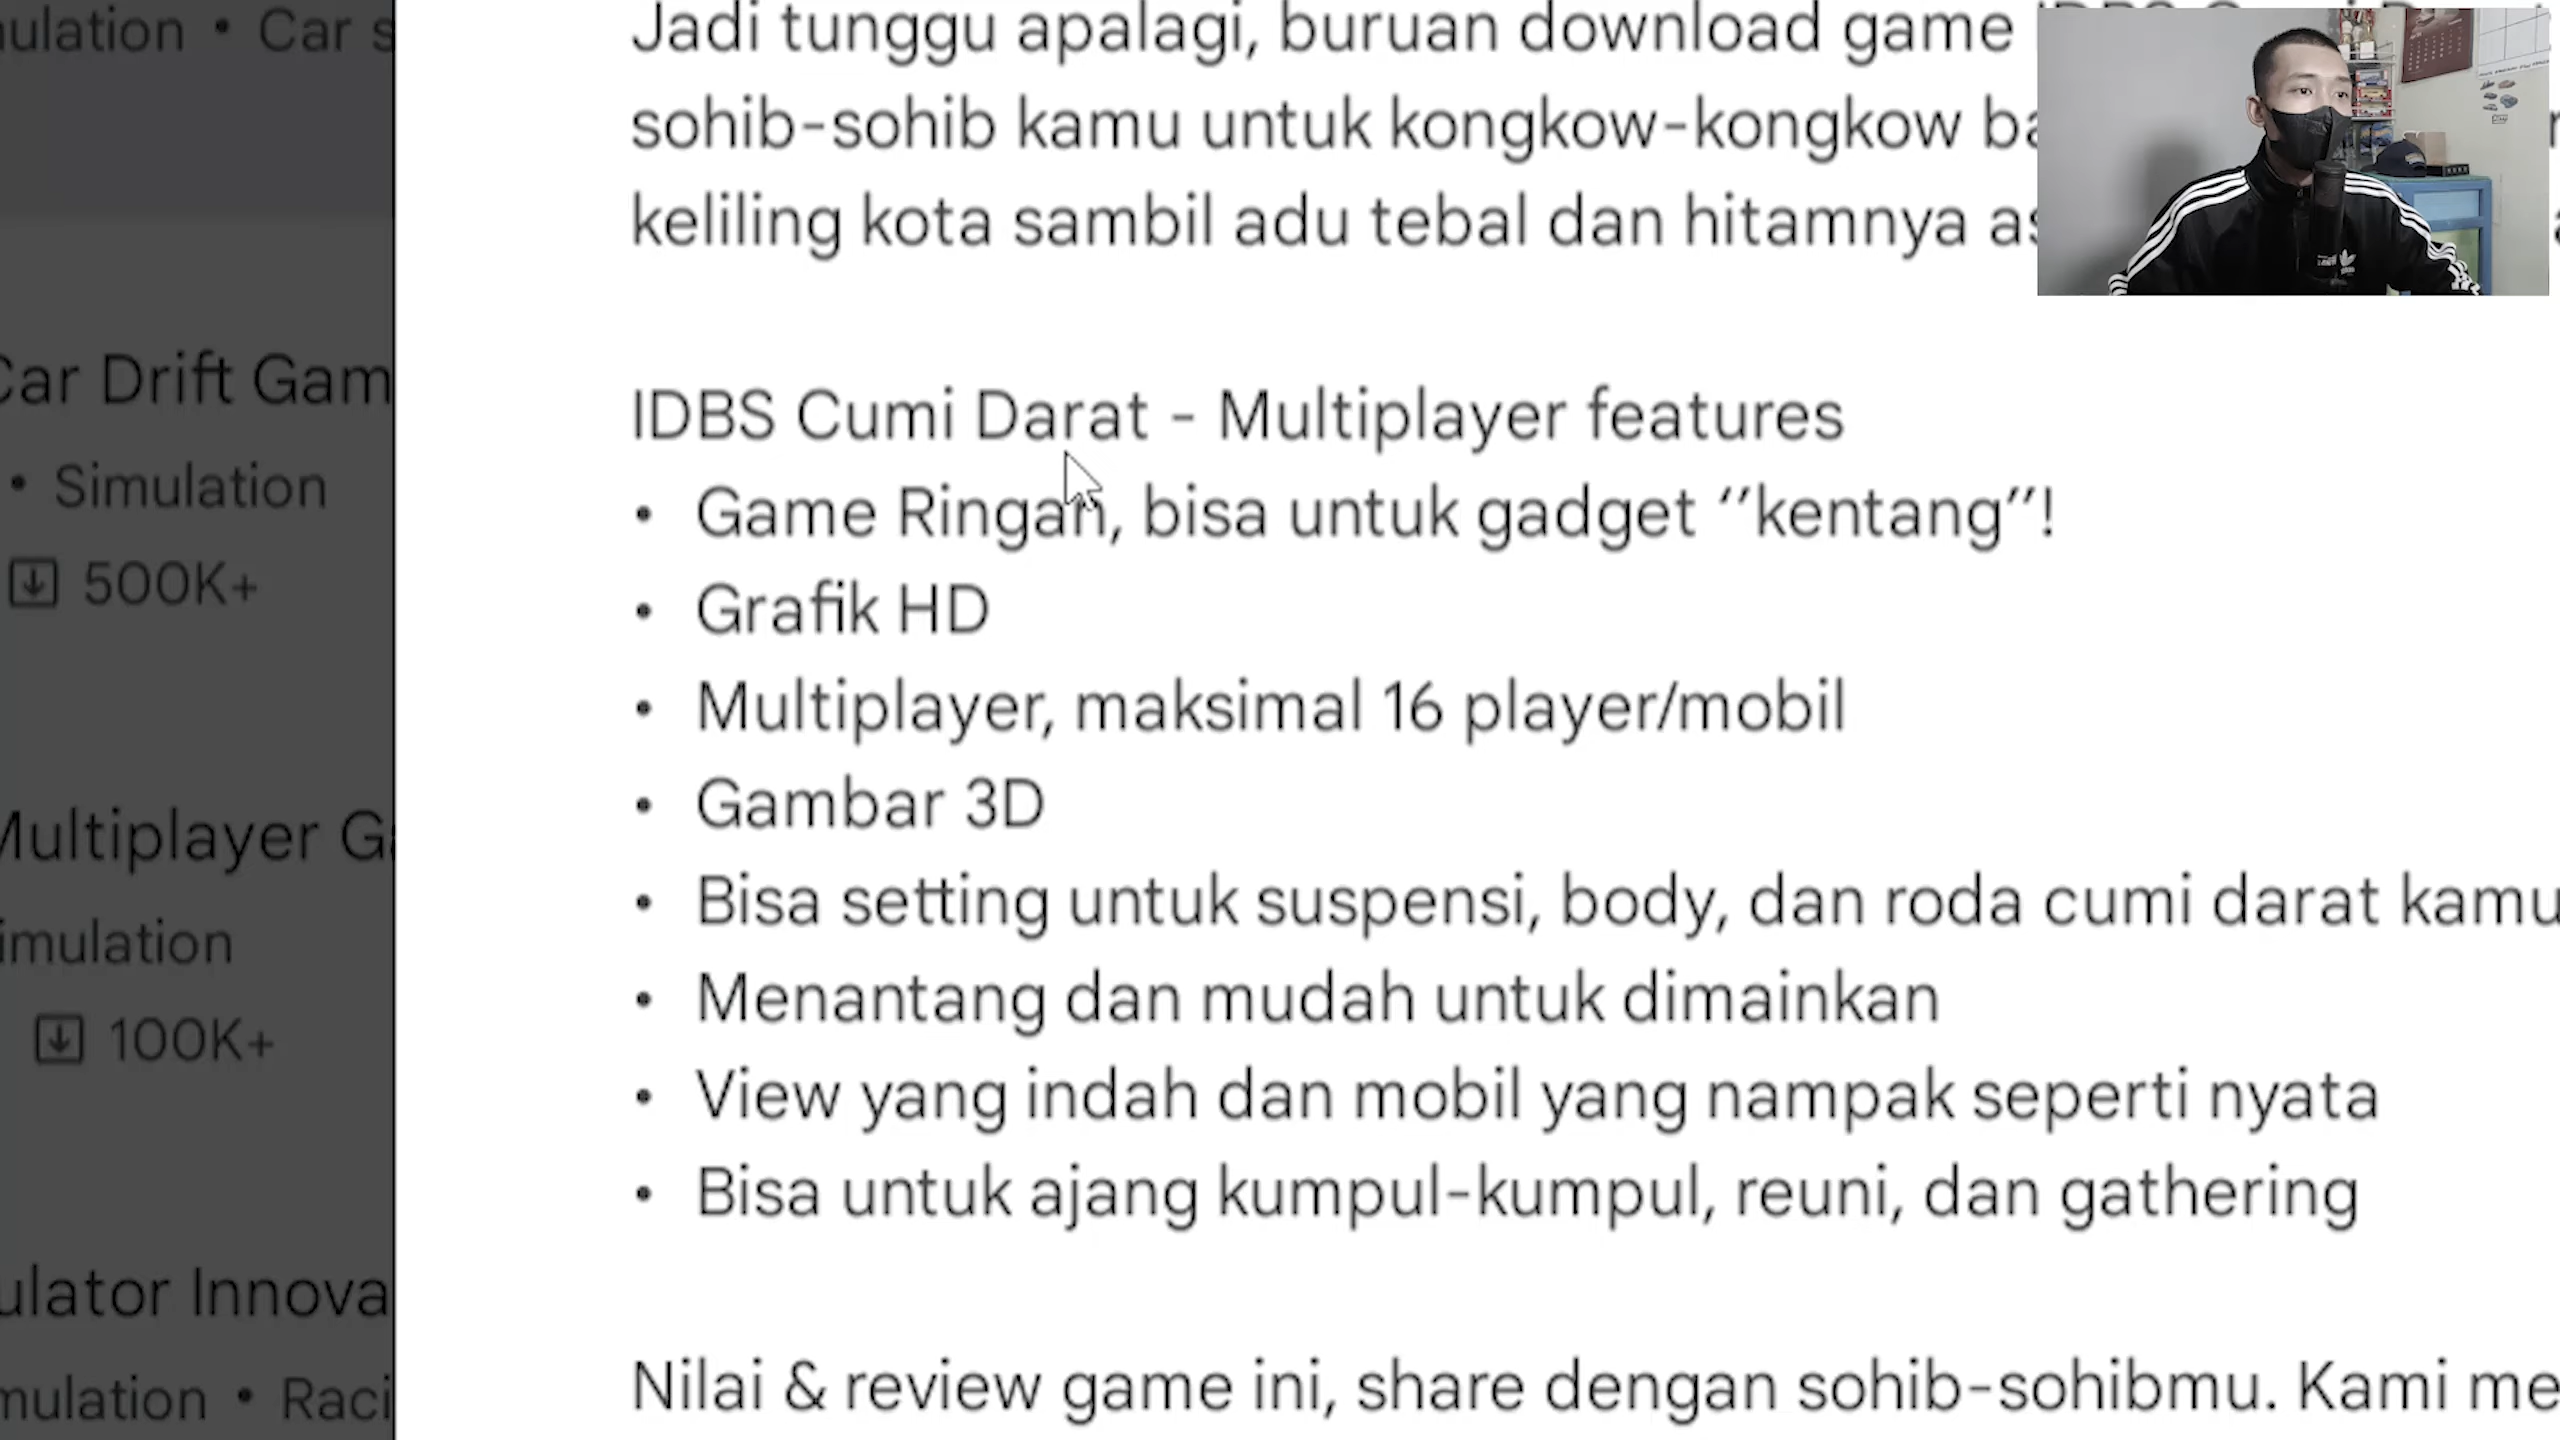 Jadi tunggu apalagi, buruan download game
sohib-sohib kamu untuk kongkow-kongkow
keliling kota sambil adu tebal dan hitamnya
IDBS Cumi Darat - Multiplayer features
• Game Ringan, bisa untuk gadget ‘’kentang’’!
• Grafik HD
• Multiplayer, maksimal 16 player/mobil
• Gambar 3D
• Bisa setting untuk suspensi, body, dan roda cumi darat kamu
• Menantang dan mudah untuk dimainkan
• View yang indah dan mobil yang nampak seperti nyata
• Bisa untuk ajang kumpul-kumpul, reuni, dan gathering
Nilai & review game ini, share dengan sohib-sohibmu. Kami me
ulation • Car s
Car Drift Gam
• Simulation
500K+
Multiplayer Ga
imulation
100K+
ulator Innova
mulation • Raci